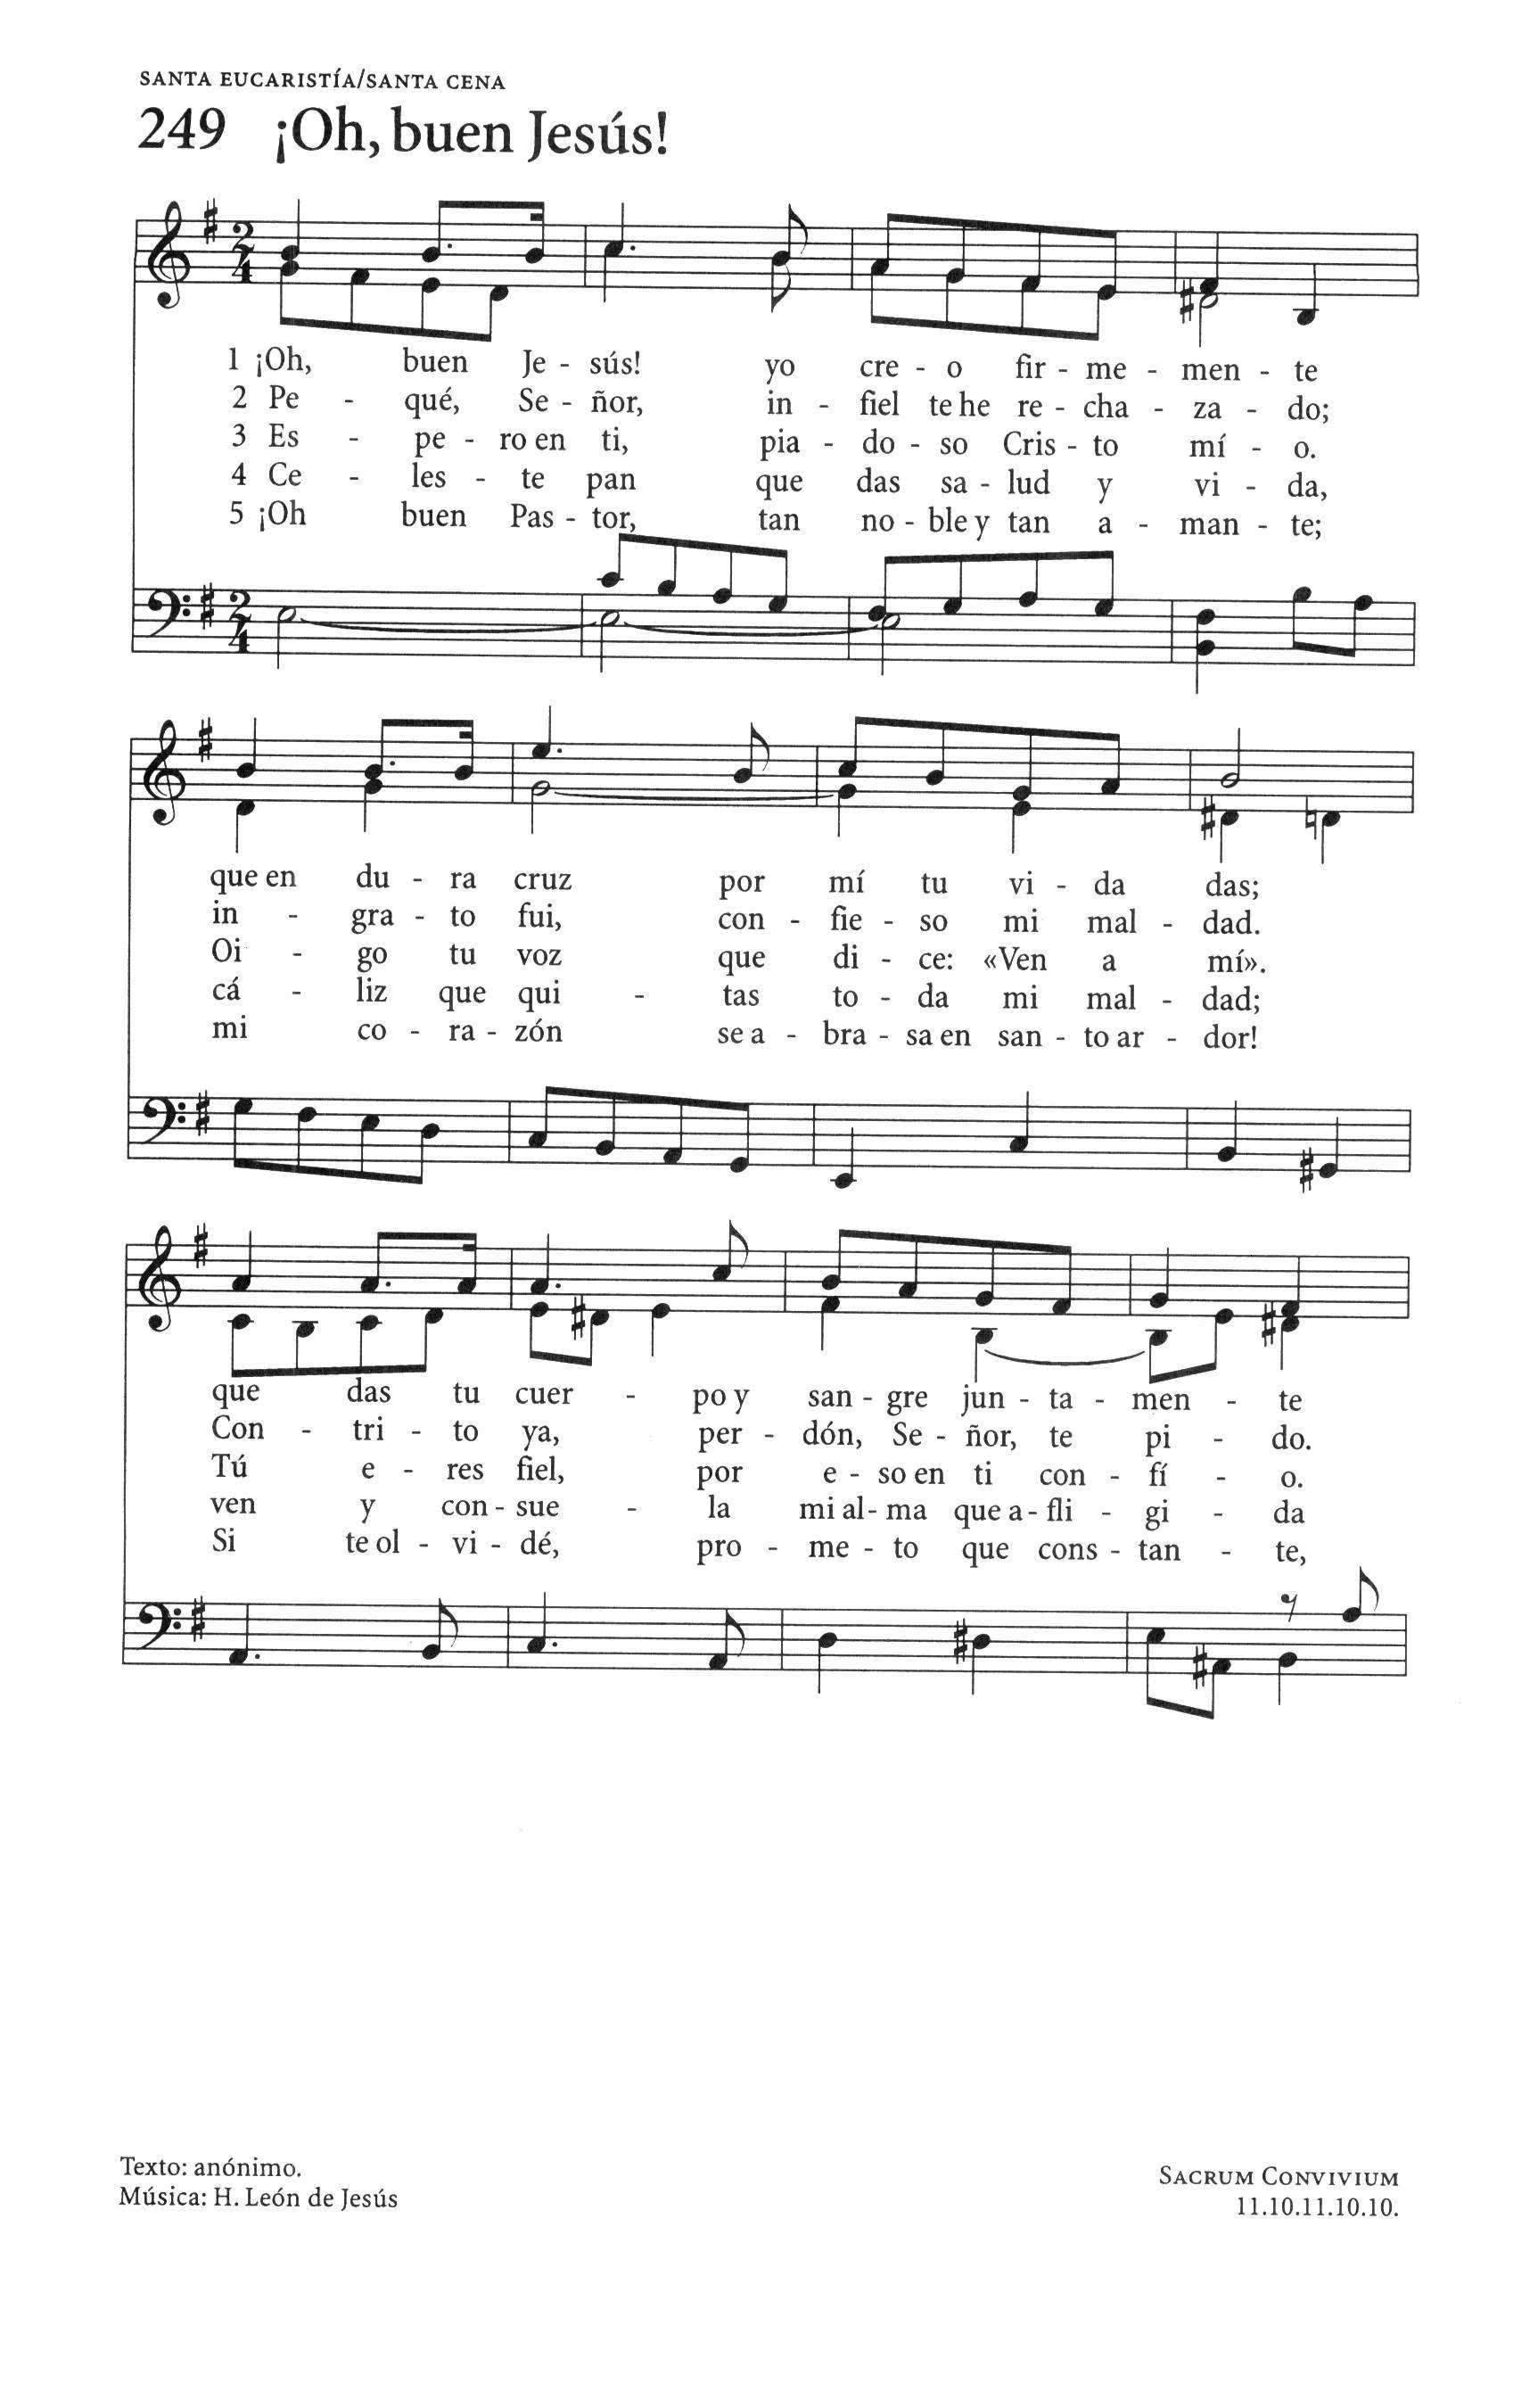 SANTA EUCARISTÍA/SANTA CENA
249 ¡Oh, buen Jesús!
1 ¡Oh, buen Je - sús! yo cre - o fir - me - men - te
2 Pe - qué, Se - ñor, in - fiel te he re - cha - za - do;
3 Es - pe - ro en ti, pia - do - so Cris - to mí - o.
4 Ce - les - te pan que das sa - lud y vi - da,
5 ¡Oh buen Pas - tor, tan no - ble y tan a - man - te;
que en du - ra cruz por mí tu vi - da das;
in - gra - to fui, con - fie - so mi mal - dad.
Oi - go tu voz que di - ce: «Ven a mí».
cá - liz que qui - tas to - da mi mal - dad;
mi co - ra - zón se a - bra - sa en san - to ar - dor!
que das tu cuer - po y san - gre jun - ta - men - te
Con - tri - to ya, per - dón, Se - ñor, te pi - do.
Tú e - res fiel, por e - so en ti con - fí - o.
ven y con - sue - la mi al - ma que a - fli - gi - da
Si te ol - vi - dé, pro - me - to que cons - tan - te,
Texto: anónimo.
Música: H. León de Jesús
SACRUM CONVIVIUM
11.10.11.10.10.